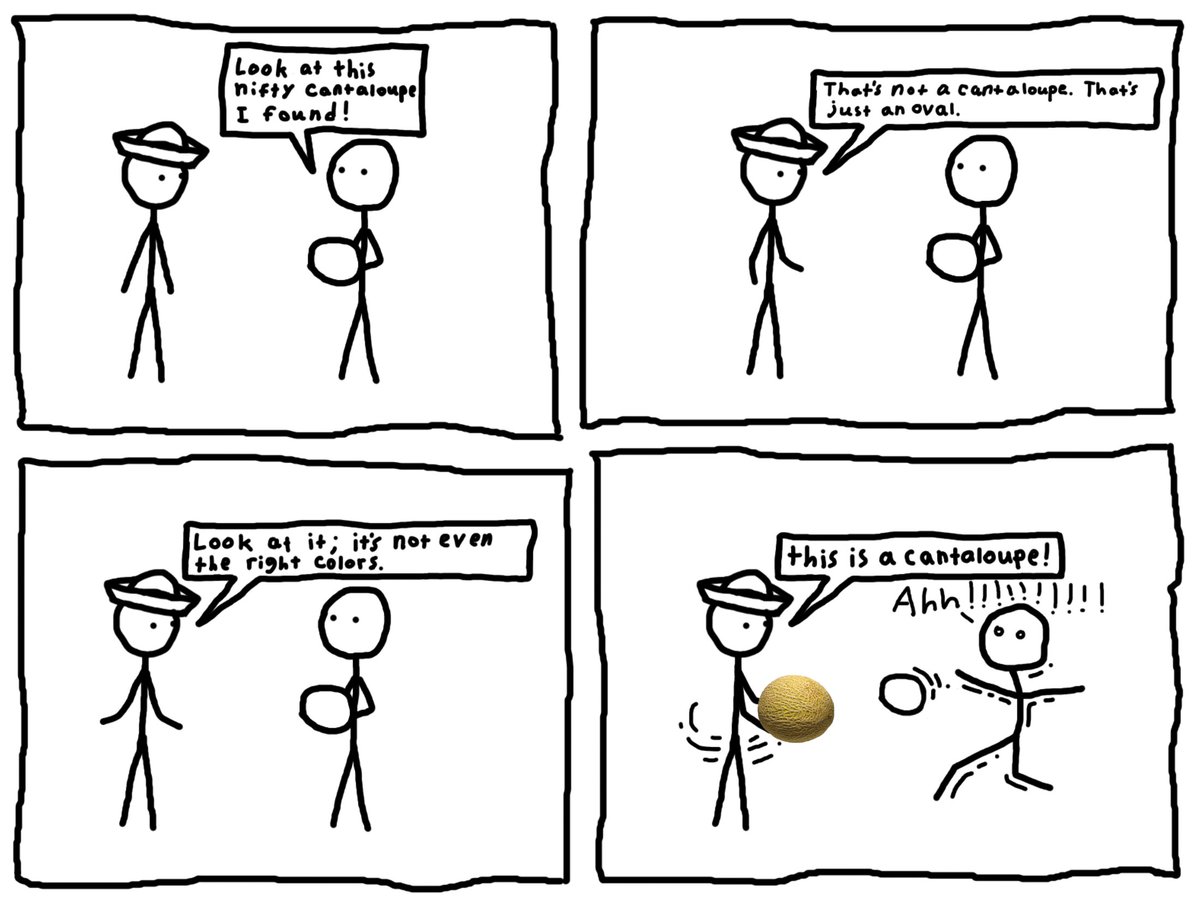 Look at this
nifty cantaloupe
I found!
That's not a cantaloupe. That's
just an oval.
Look at it; it's not even
the right colors.
this is a cantaloupe!
Ahh!!!!!!!!!!